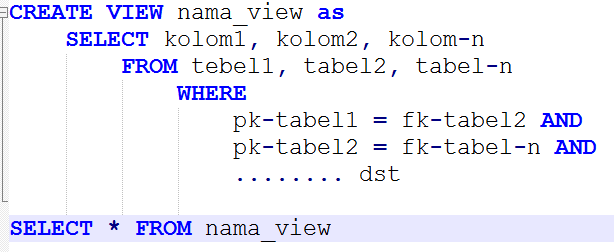 CREATE VIEW nama_view as
SELECT kolom1, kolom2, kolom-n
FROM tebel1, tabel2, tabel-n
WHERE
pk-tabel1 = fk-tabel2 AND
pk-tabel2 = fk-tabel-n AND
........ dst
SELECT * FROM nama_view